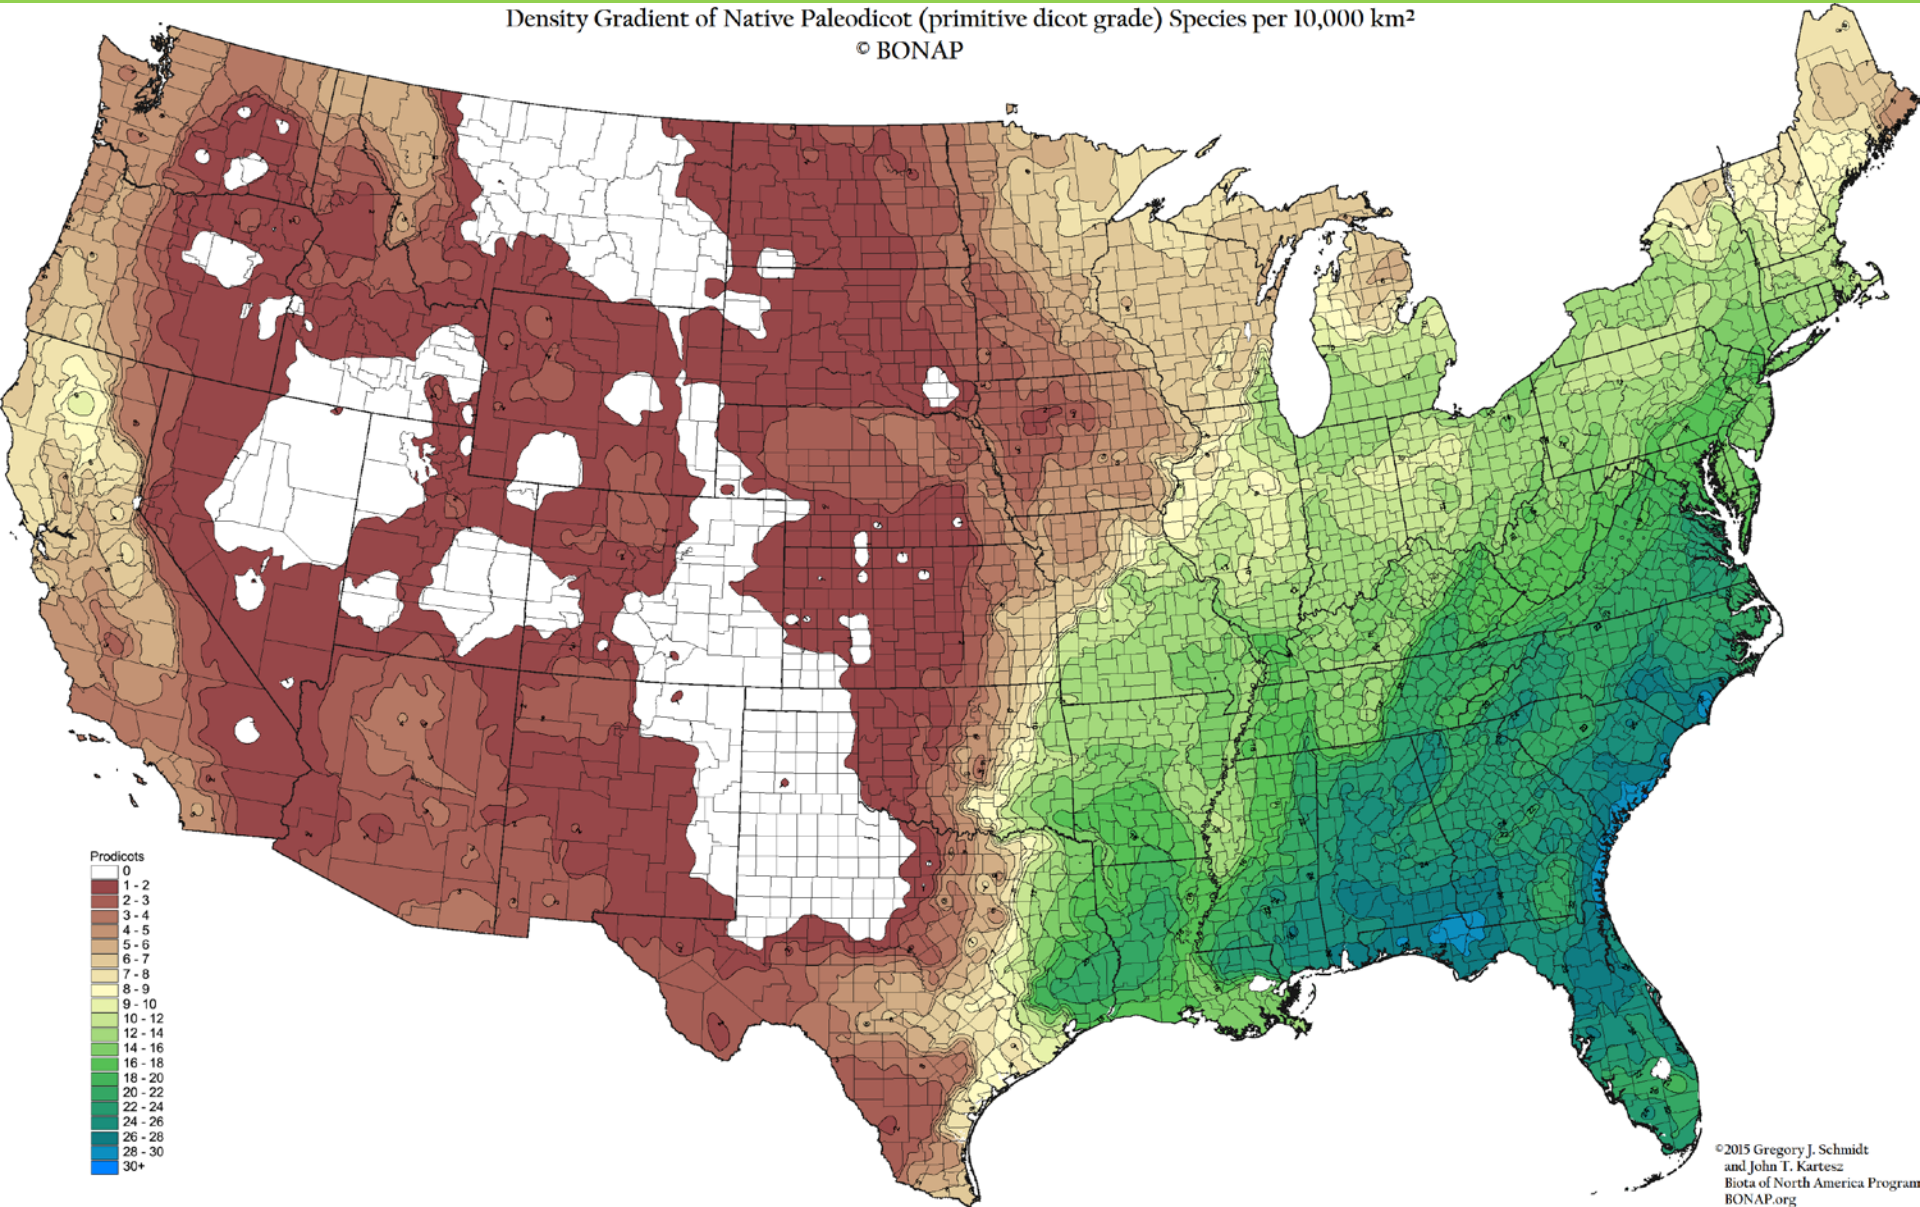 Density Gradient of Native Paleodicot (primitive dicot grade) Species per 10,000 km²
© BONAP
Prodicots
0
1 - 2
2 - 3
3 - 4
4 - 5
5 - 6
6 - 7
7 - 8
8 - 9
9 - 10
10 - 12
12 - 14
14 - 16
16 - 18
18 - 20
20 - 22
22 - 24
24 - 26
26 - 28
28 - 30
30+
©2015 Gregory J. Schmidt
and John T. Kartesz
Biota of North America Program
BONAP.org